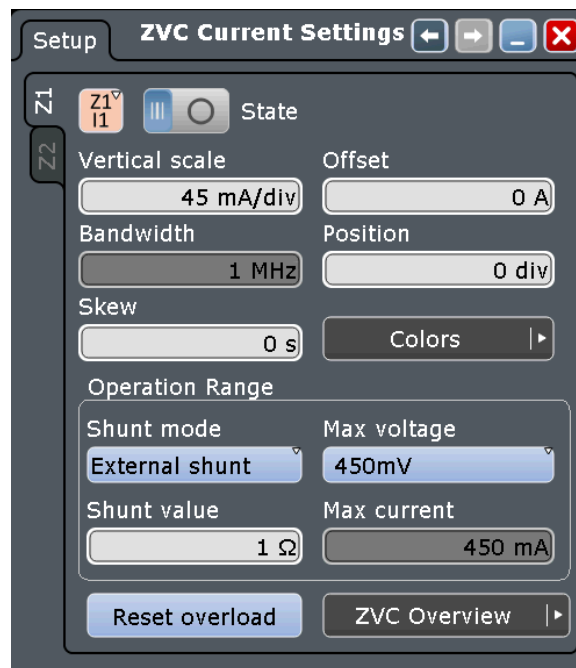 Setup
ZVC Current Settings
Z1
Z2
Z1
I1
State
Vertical scale
Offset
45 mA/div
0 A
Bandwidth
Position
1 MHz
0 div
Skew
0 s
Colors
Operation Range
Shunt mode
Max voltage
External shunt
450mV
Shunt value
Max current
1 Ω
450 mA
Reset overload
ZVC Overview